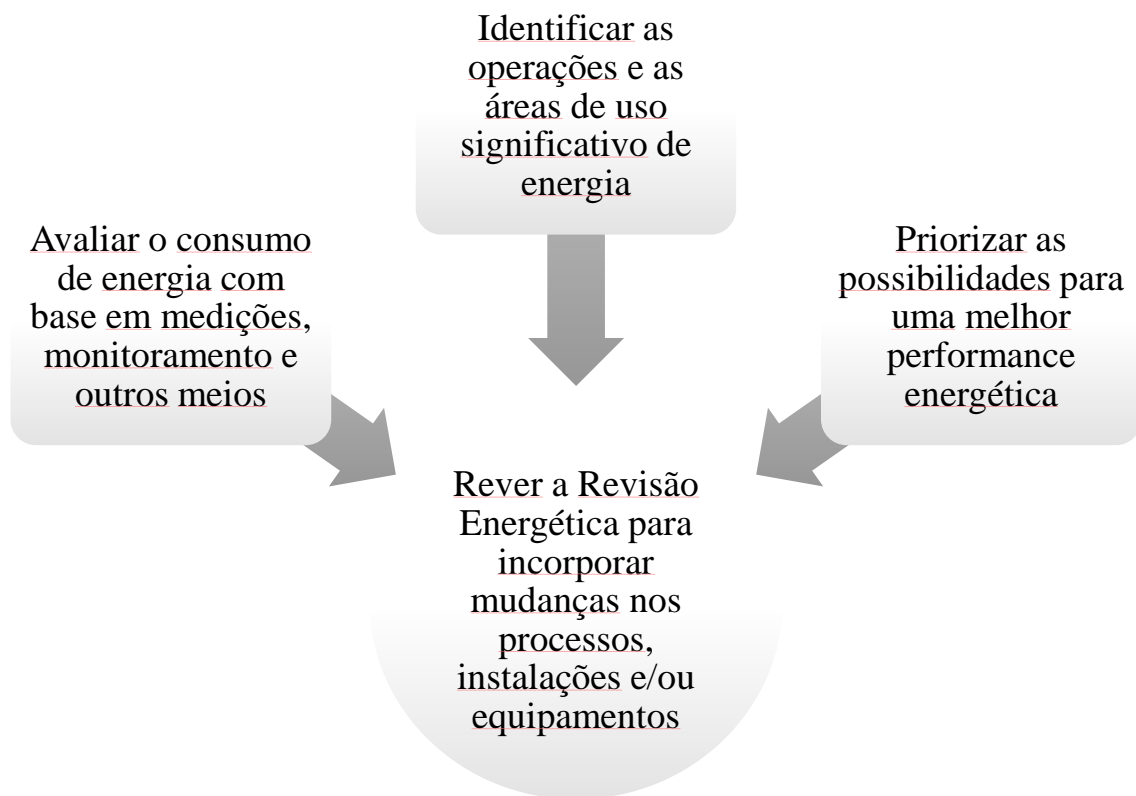 Identificar as
operações e as
áreas de uso
significativo de
energia
Avaliar o consumo
de energia com
base em medições,
monitoramento e
outros meios
Priorizar as
possibilidades para
uma melhor
performance
energética
Rever a Revisão
Energética para
incorporar
mudanças nos
processos,
instalações e/ou
equipamentos